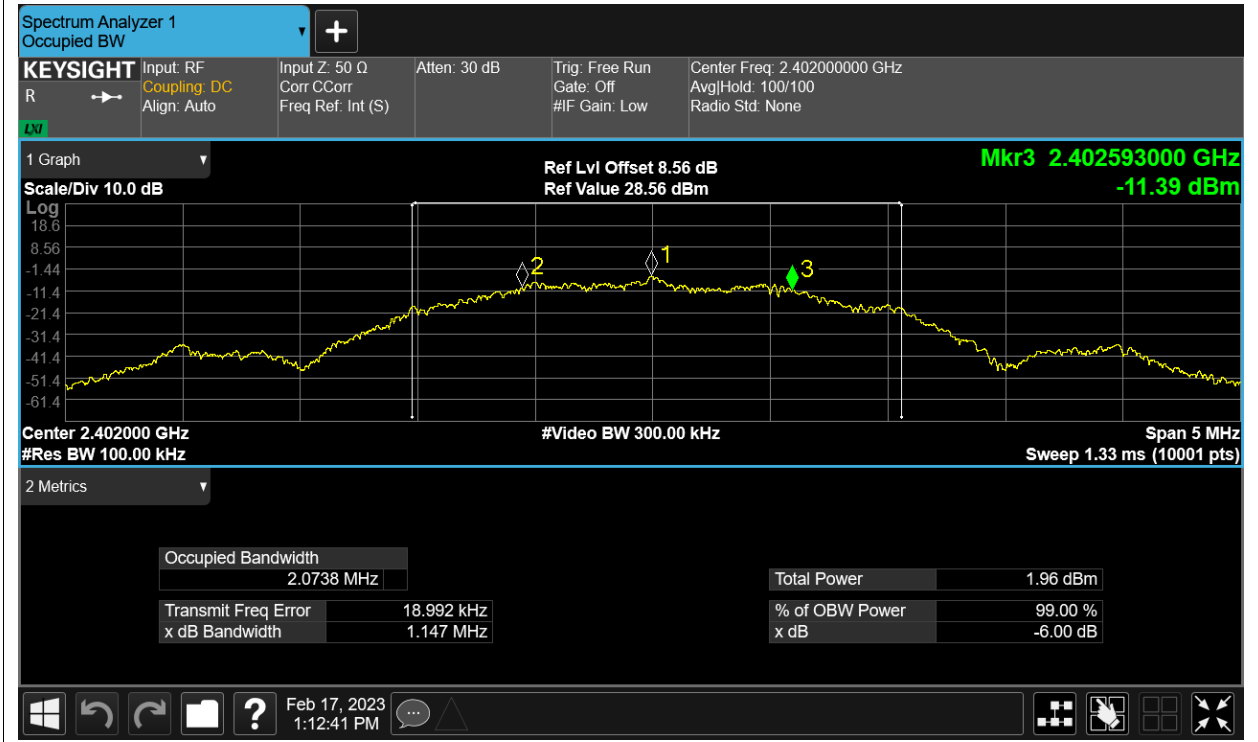 Spectrum Analyzer 1
Occupied BW
KEYSIGHT
R
LXI
Input: RF
Coupling: DC
Align: Auto
Input Z: 50 Ω
Corr CCorr
Freq Ref: Int (S)
Atten: 30 dB
Trig: Free Run
Gate: Off
#IF Gain: Low
Center Freq: 2.402000000 GHz
Avg|Hold: 100/100
Radio Std: None
1 Graph
Scale/Div 10.0 dB
Ref Lvl Offset 8.56 dB
Ref Value 28.56 dBm
Mkr3 2.402593000 GHz
-11.39 dBm
Log
18.6
8.56
-1.44
-11.4
-21.4
-31.4
-41.4
-51.4
-61.4
2
1
3
Center 2.402000 GHz
#Res BW 100.00 kHz
#Video BW 300.00 kHz
Span 5 MHz
Sweep 1.33 ms (10001 pts)
2 Metrics
Occupied Bandwidth
2.0738 MHz
Transmit Freq Error 18.992 kHz
x dB Bandwidth 1.147 MHz
Total Power 1.96 dBm
% of OBW Power 99.00 %
x dB -6.00 dB
?
Feb 17, 2023
1:12:41 PM